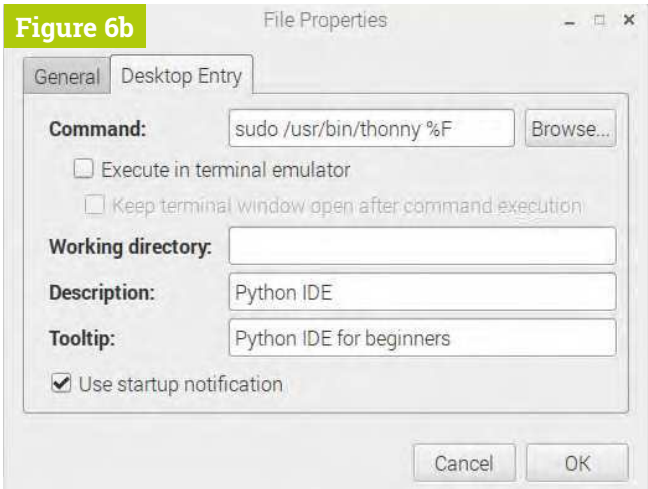 Figure 6b
File Properties
General Desktop Entry
Command: sudo /usr/bin/thonny %F Browse...
Execute in terminal emulator
Keep terminal window open after command execution
Working directory:
Description: Python IDE
Tooltip: Python IDE for beginners
Use startup notification
Cancel OK